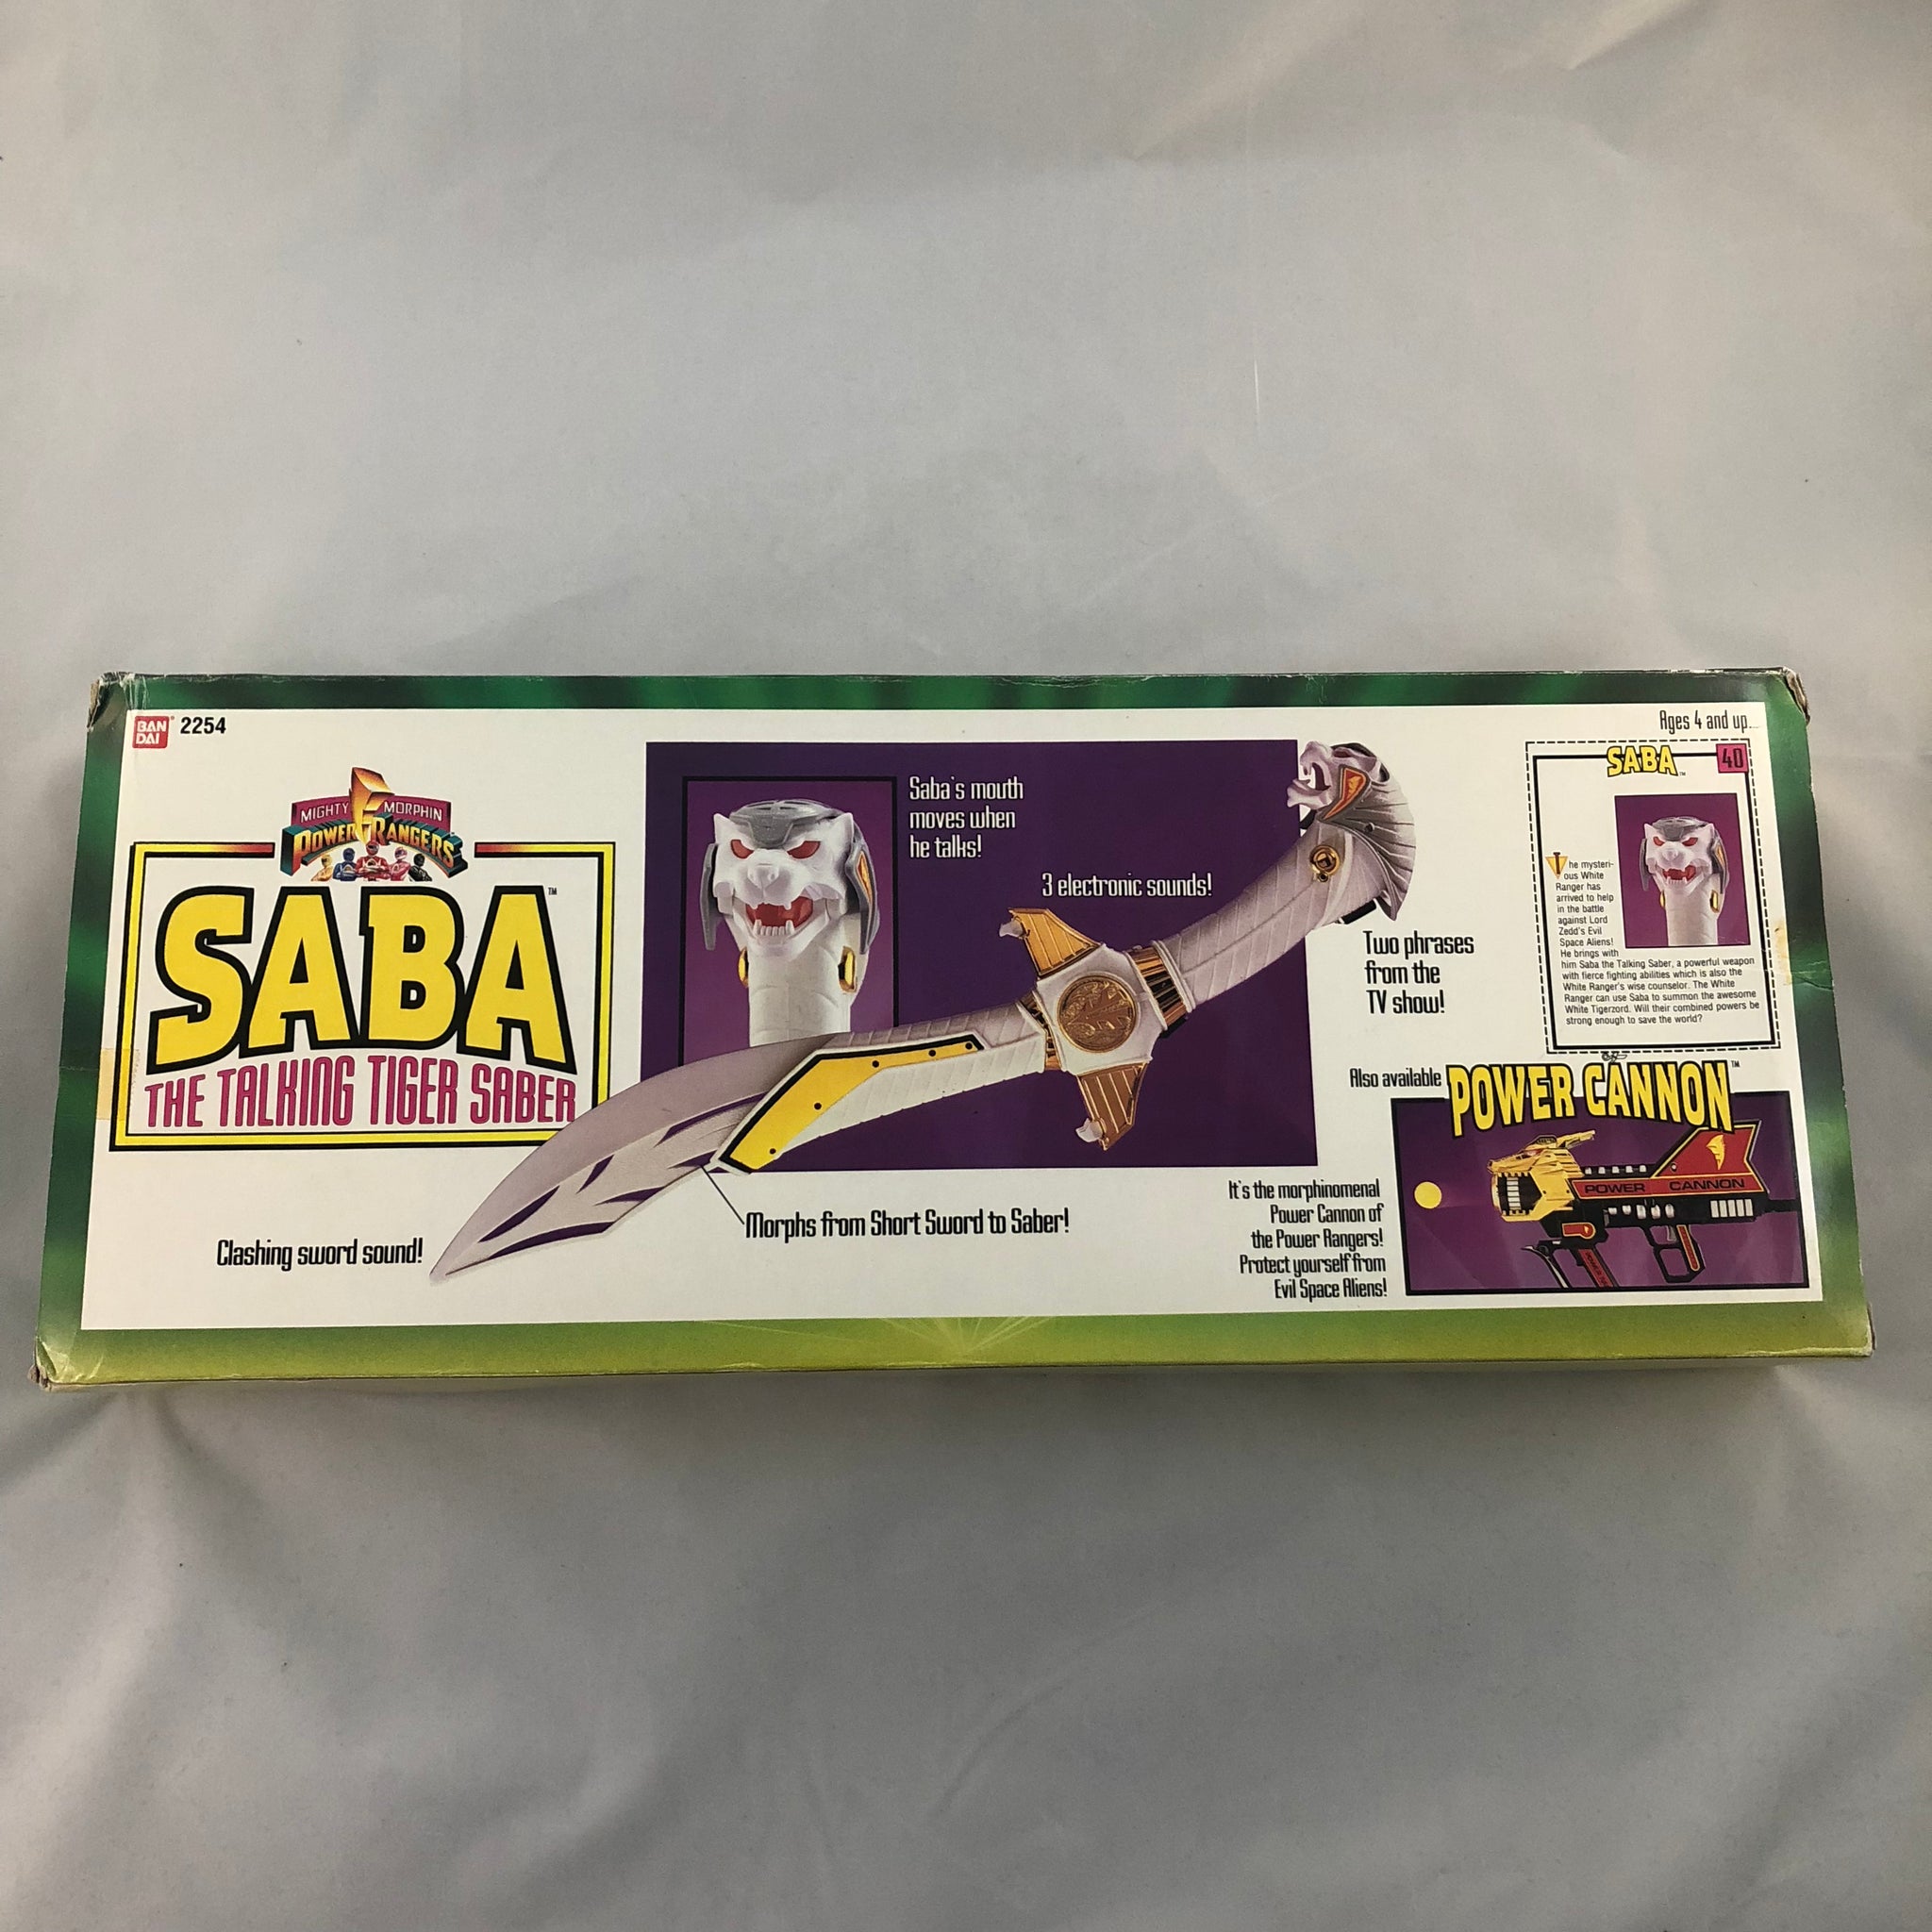 BAN
DAI
2254
Ages 4 and up...
MIGHTY MORPHIN
POWER RANGERS
SABA™
THE TALKING TIGER SABER
Clashing sword sound!
Saba's mouth
moves when
he talks!
3 electronic sounds!
Morphs from Short Sword to Saber!
Two phrases
from the
TV show!
SABA™
40
The mysteri-
ous White
Ranger has
arrived to help
in the battle
against Lord
Zedd's Evil
Space Aliens!
He brings with
him Saba the Talking Saber, a powerful weapon
with fierce fighting abilities which is also the
White Ranger's wise counselor. The White
Ranger can use Saba to summon the awesome
White Tigerzord. Will their combined powers be
strong enough to save the world?
Also available
POWER CANNON™
POWER CANNON
It's the morphinomenal
Power Cannon of
the Power Rangers!
Protect yourself from
Evil Space Aliens!